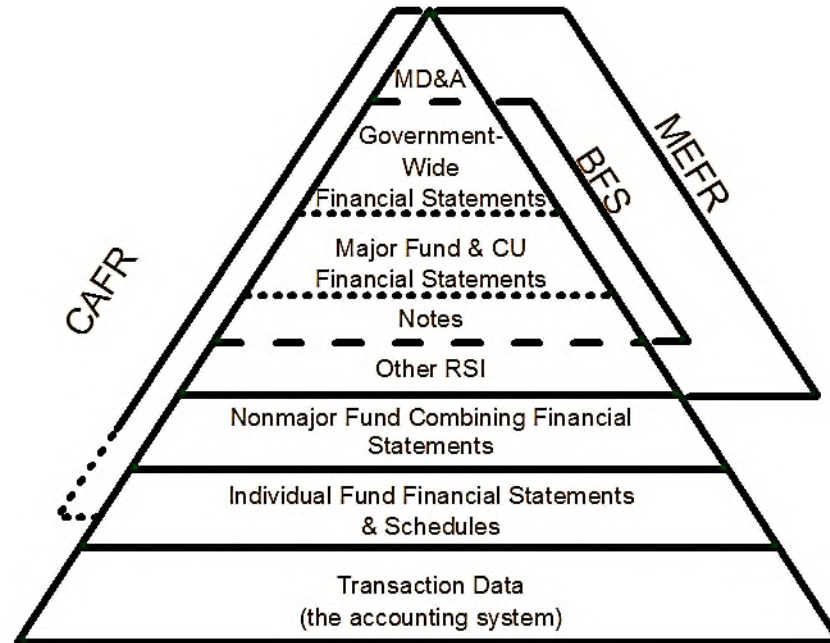 MD&A
Government-
Wide
Financial Statements
Major Fund & CU
Financial Statements
Notes
Other RSI
Nonmajor Fund Combining Financial
Statements
Individual Fund Financial Statements
& Schedules
Transaction Data
(the accounting system)
CAFR
BFS
MEFR